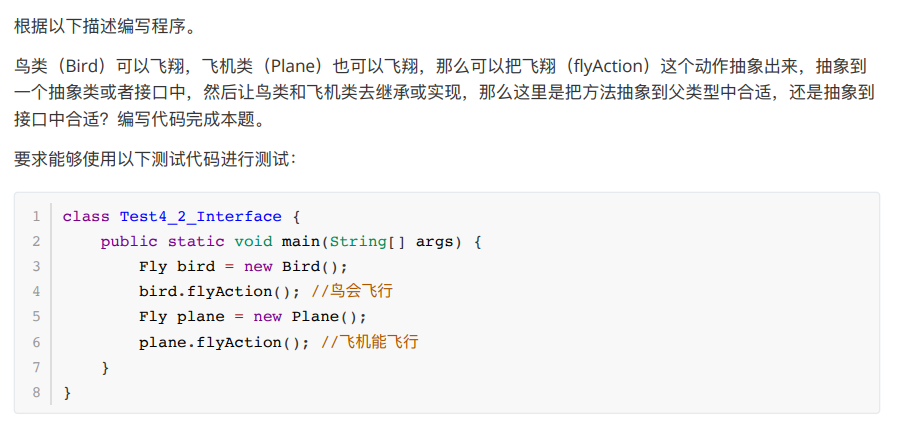 根据以下描述编写程序。
鸟类（Bird）可以飞翔，飞机类（Plane）也可以飞翔，那么可以把飞翔（flyAction）这个动作抽象出来，抽象到
一个抽象类或者接口中，然后让鸟类和飞机类去继承或实现，那么这里是把方法抽象到父类型中合适，还是抽象到
接口中合适？编写代码完成本题。
要求能够使用以下测试代码进行测试：
1 class Test4_2_Interface {
2     public static void main(String[] args) {
3         Fly bird = new Bird();
4         bird.flyAction(); //鸟会飞行
5         Fly plane = new Plane();
6         plane.flyAction(); //飞机能飞行
7     }
8 }